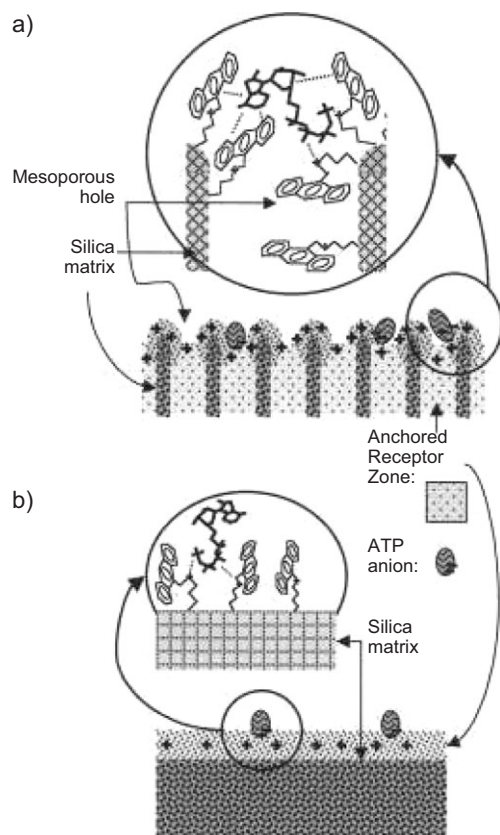 a)
Mesoporous
hole
Silica
matrix
Anchored
Receptor
Zone:
b)
ATP
anion:
Silica
matrix